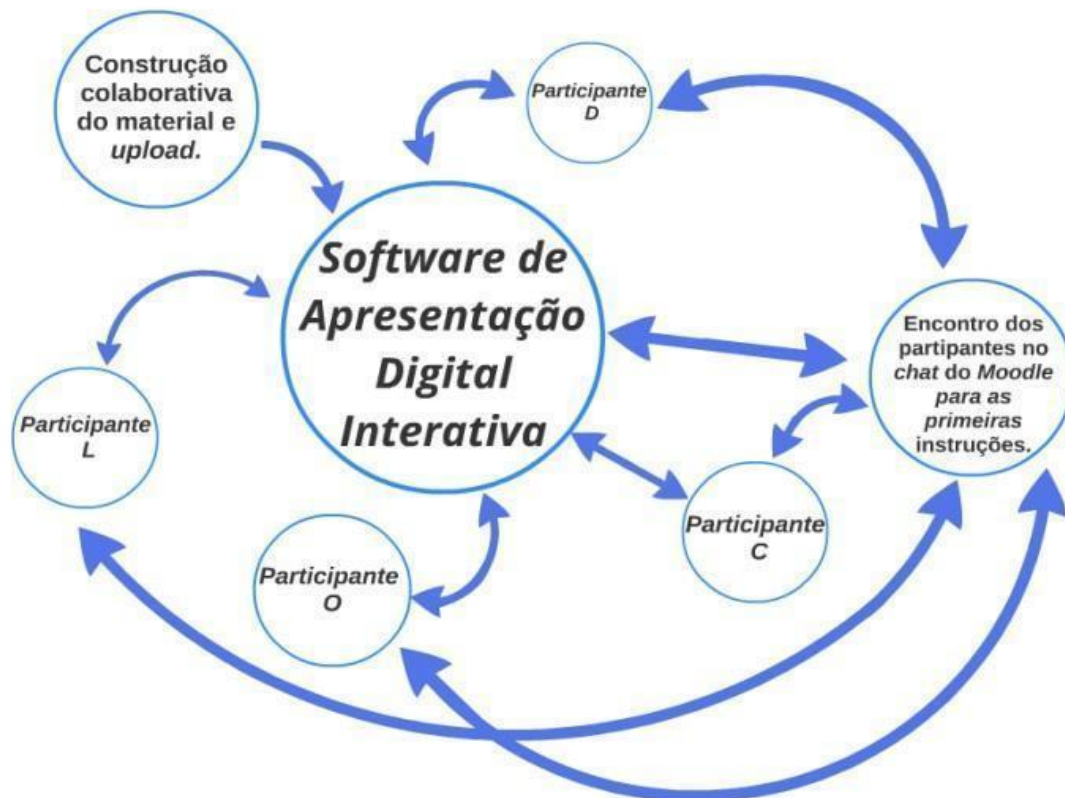 Construção
colaborativa
do material e
upload.
Participante
D
Software de
Apresentação
Digital
Interativa
Encontro dos
partipantes no
chat do Moodle
para as
primeiras
instruções.
Participante
L
Participante
C
Participante
O